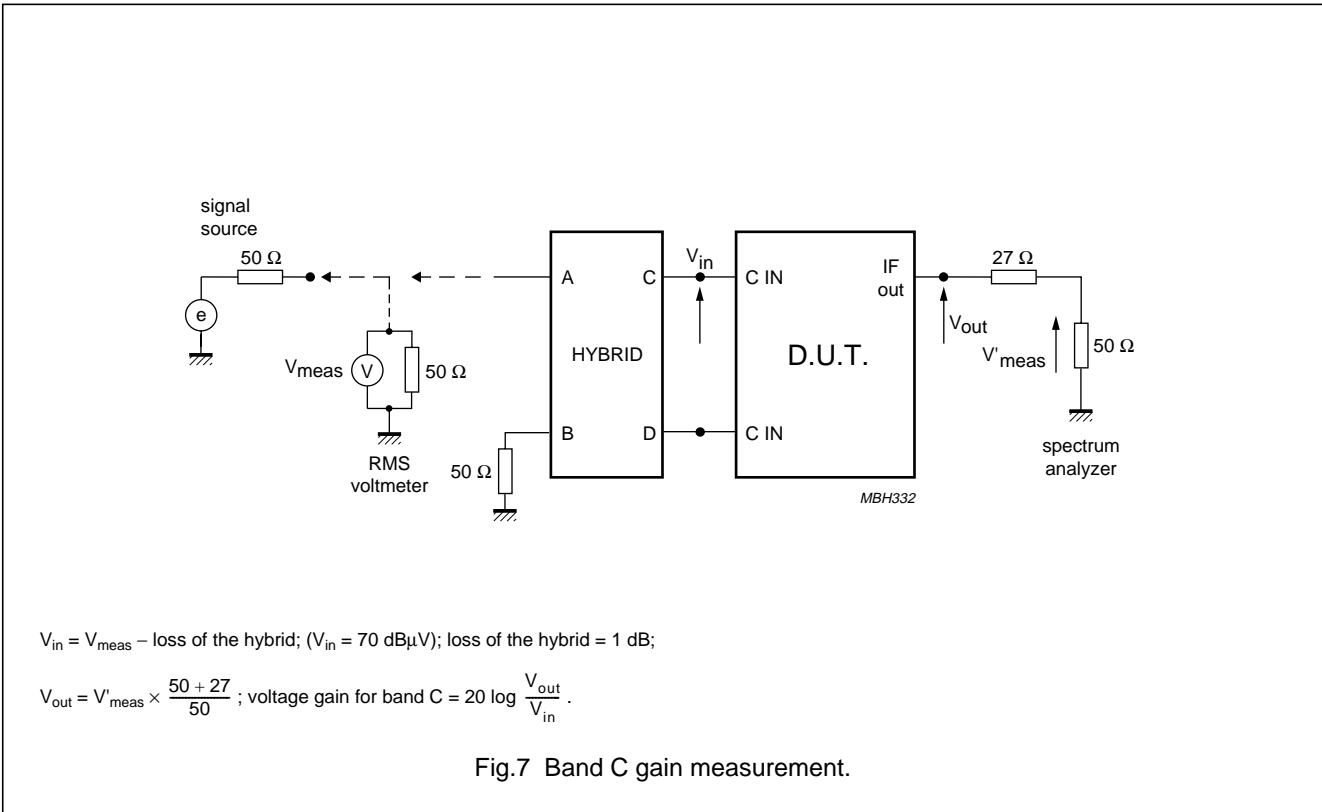 signal
source
50 Ω
e
Vmeas
V
50 Ω
RMS
voltmeter
A
C
HYBRID
B
D
50 Ω
Vin
C IN
IF
out
D.U.T.
C IN
MBH332
27 Ω
Vout
V'meas
50 Ω
spectrum
analyzer
Vin = Vmeas − loss of the hybrid; (Vin = 70 dBμV); loss of the hybrid = 1 dB;
Vout = V'meas × (50 + 27)/50 ; voltage gain for band C = 20 log Vout/Vin .
Fig.7 Band C gain measurement.